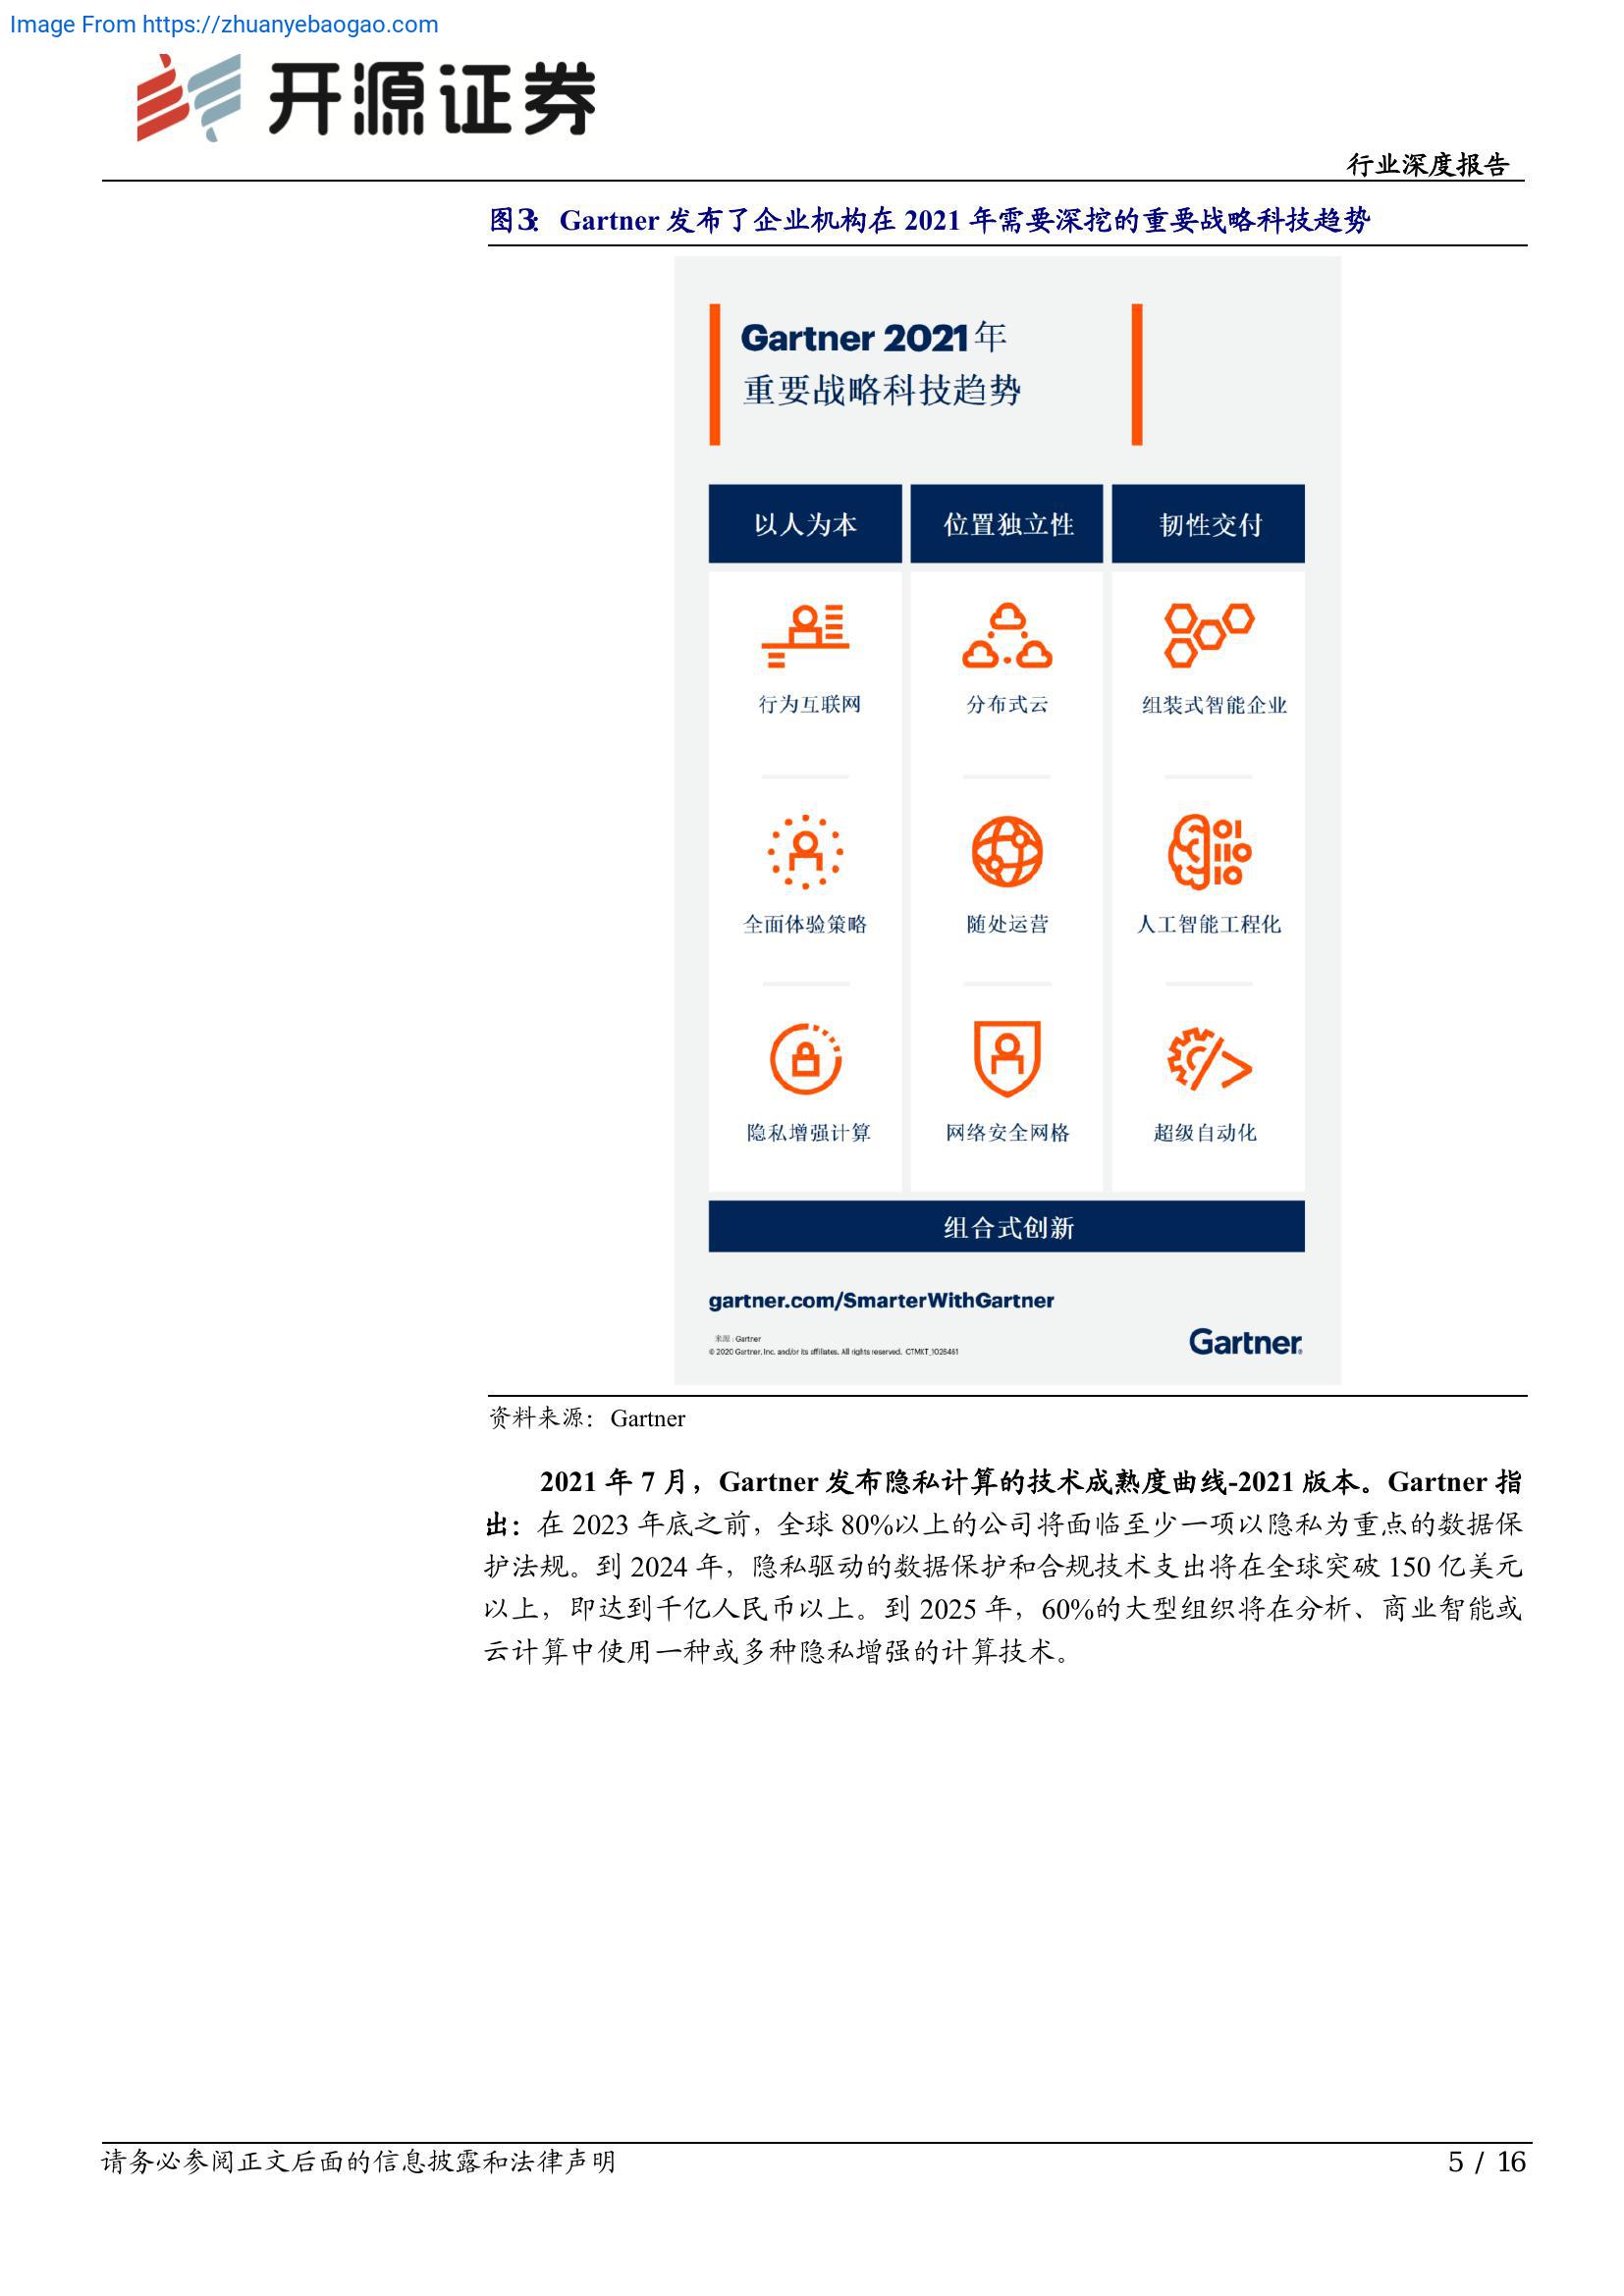 Image From https://zhuanyebaogao.com
开源证券
行业深度报告
图3： Gartner 发布了企业机构在 2021 年需要深挖的重要战略科技趋势
Gartner 2021年
重要战略科技趋势
以人为本 位置独立性 韧性交付
行为互联网 分布式云 组装式智能企业
全面体验策略 随处运营 人工智能工程化
隐私增强计算 网络安全网格 超级自动化
组合式创新
gartner.com/SmarterWithGartner
来源：Gartner
© 2020 Gartner, Inc. and/or its affiliates. All rights reserved. CTMKT_1025461
Gartner
资料来源：Gartner
2021 年 7 月，Gartner 发布隐私计算的技术成熟度曲线-2021 版本。Gartner 指
出：在 2023 年底之前，全球 80%以上的公司将面临至少一项以隐私为重点的数据保
护法规。到 2024 年，隐私驱动的数据保护和合规技术支出将在全球突破 150 亿美元
以上，即达到千亿人民币以上。到 2025 年，60%的大型组织将在分析、商业智能或
云计算中使用一种或多种隐私增强的计算技术。
请务必参阅正文后面的信息披露和法律声明
5 / 16